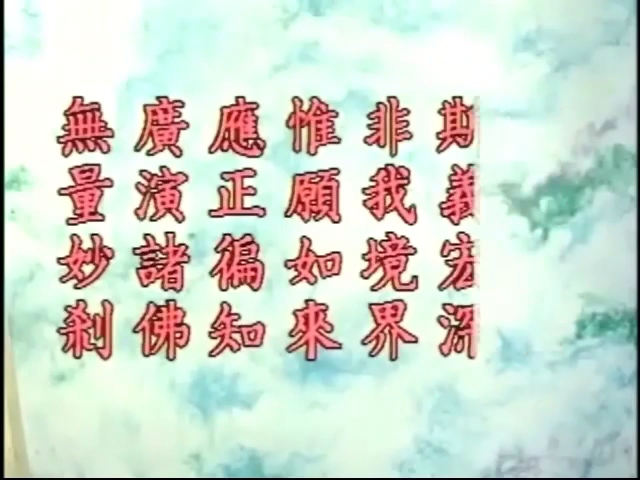 斯義宏深
非我境界
惟願如來
應正徧知
廣演諸佛
無量妙刹